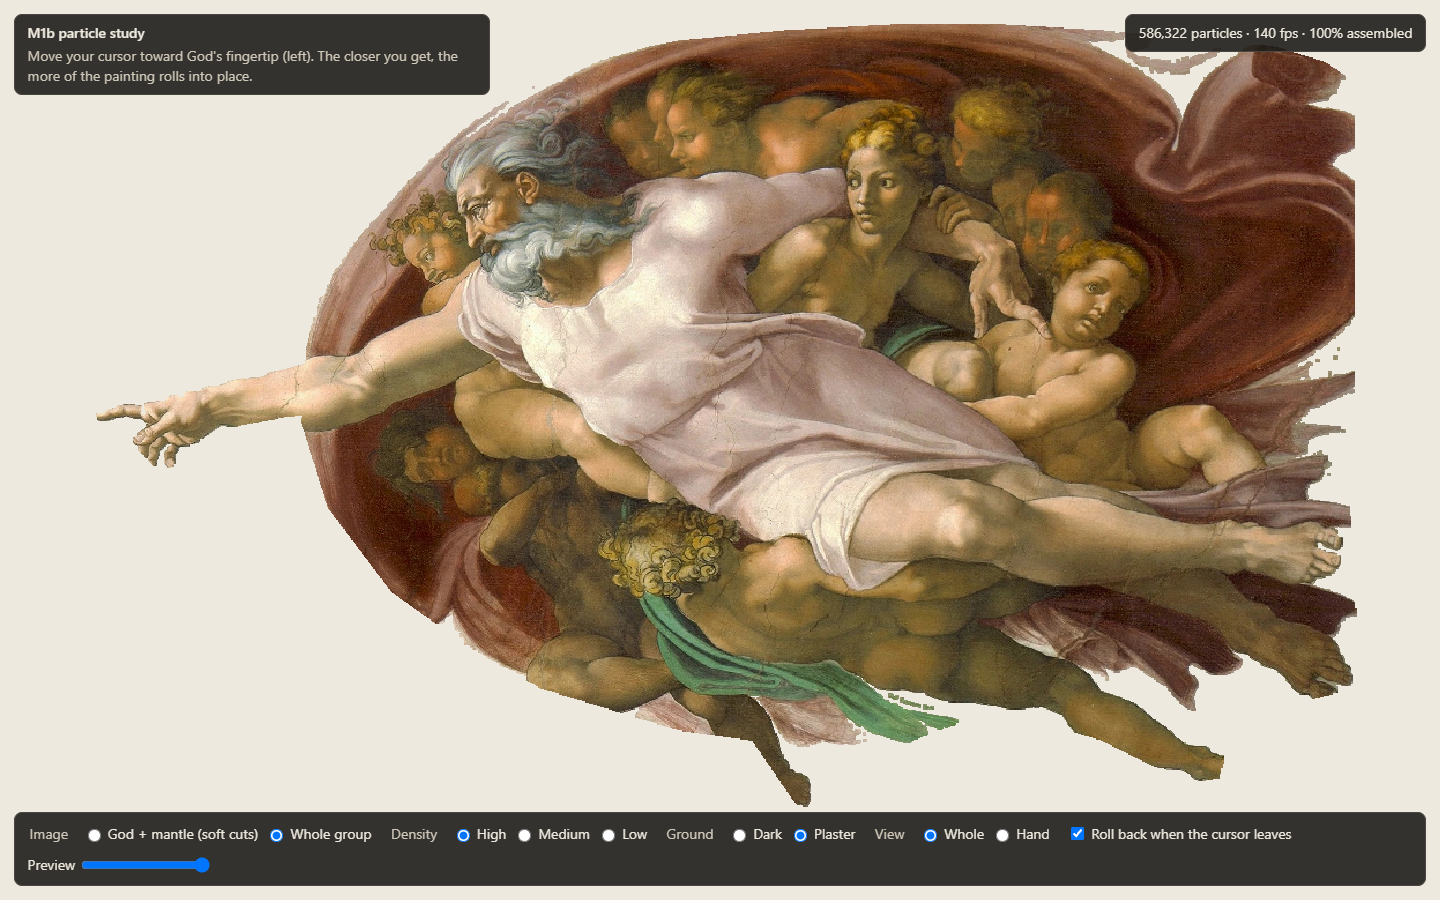 M1b particle study
Move your cursor toward God's fingertip (left). The closer you get, the
more of the painting rolls into place.
586,322 particles · 140 fps · 100% assembled
Image God + mantle (soft cuts) Whole group Density High Medium Low Ground Dark Plaster View Whole Hand Roll back when the cursor leaves
Preview